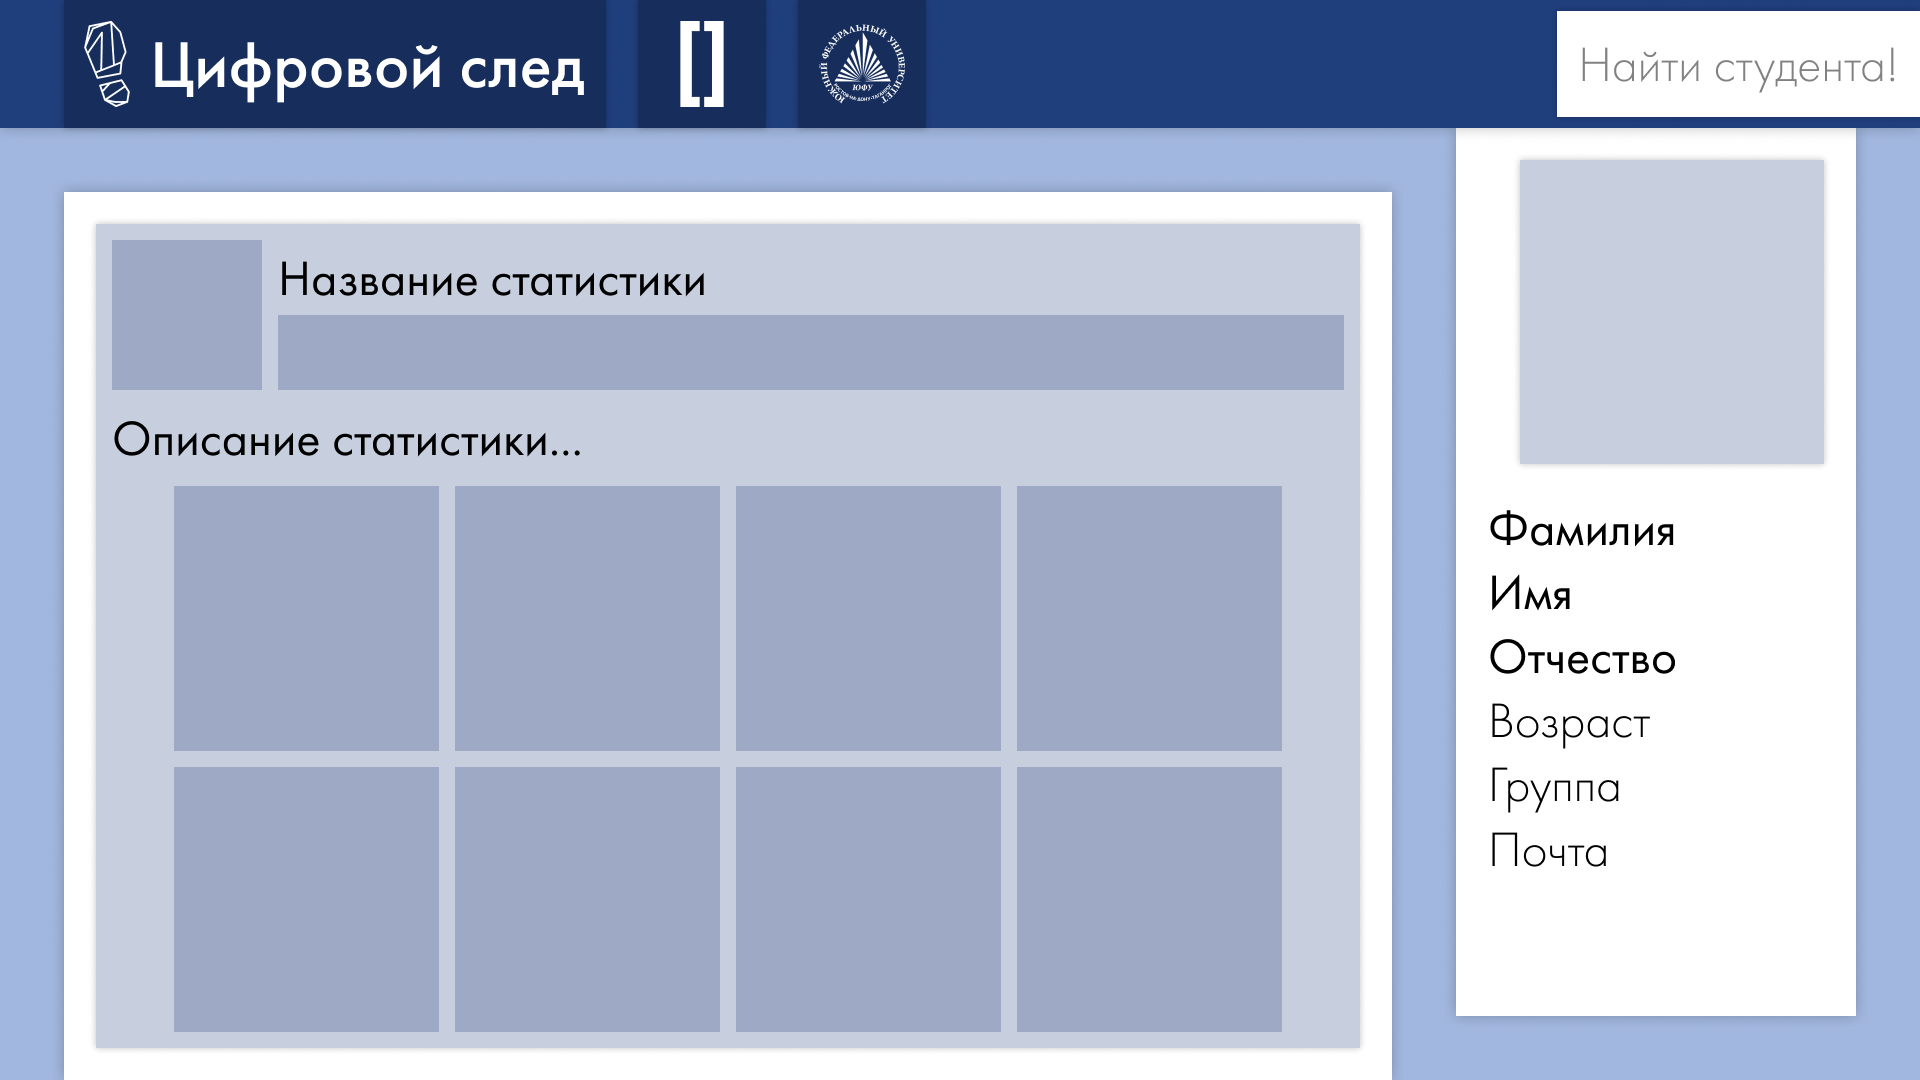 Цифровой след
[]
ЮЖНЫЙ ФЕДЕРАЛЬНЫЙ УНИВЕРСИТЕТ
ЮФУ
Найти студента!
Название статистики
Описание статистики...
Фамилия
Имя
Отчество
Возраст
Группа
Почта